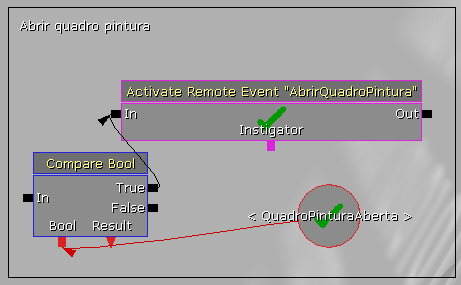 Abrir quadro pintura
Activate Remote Event "AbrirQuadroPintura"
In
Out
Instigator
Compare Bool
True
In
False
Bool
Result
< QuadroPinturaAberta >